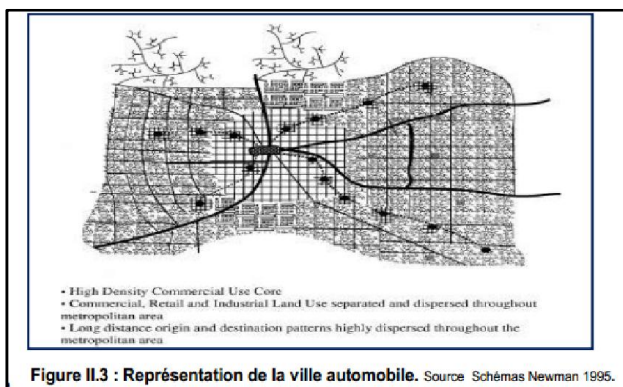 • High Density Commercial Use Core
• Commercial, Retail and Industrial Land Use separated and dispersed throughout
metropolitan area
• Long distance origin and destination patterns highly dispersed throughout the
metropolitan area
Figure II.3 : Représentation de la ville automobile. Source Schémas Newman 1995.